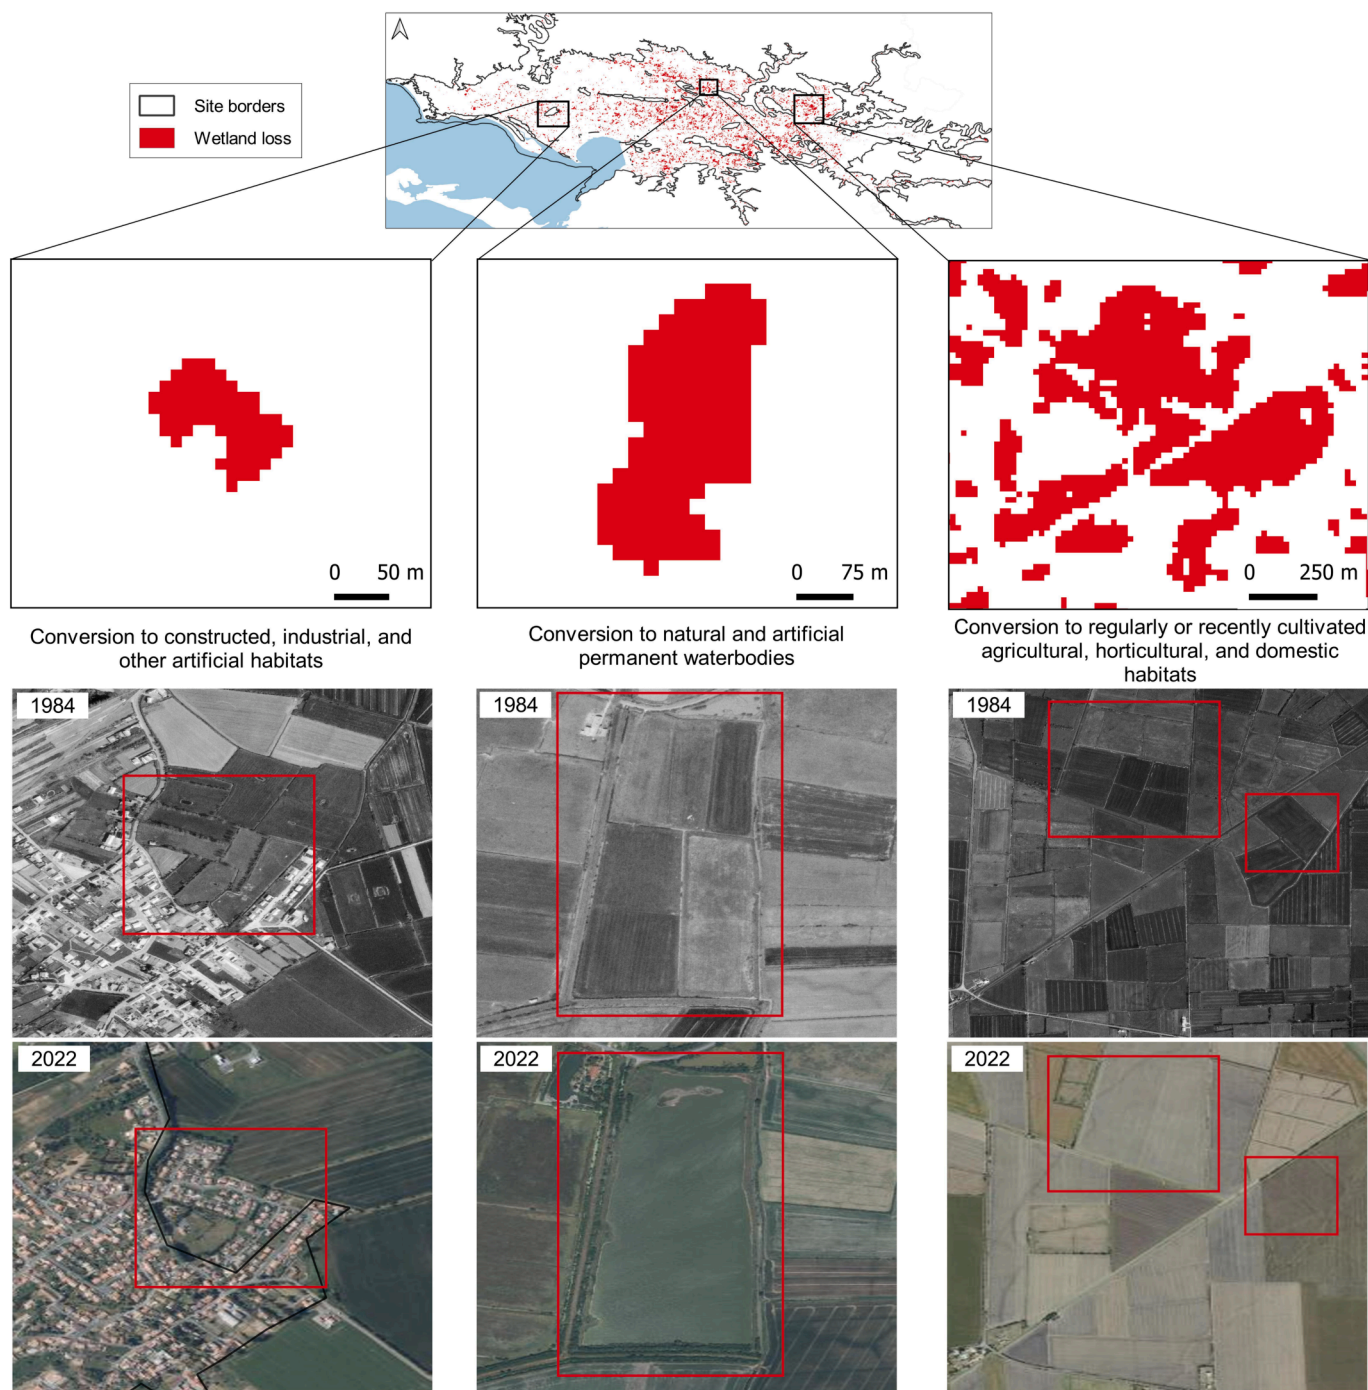 Site borders
Wetland loss
0 50 m
0 75 m
0 250 m
Conversion to constructed, industrial, and
other artificial habitats
Conversion to natural and artificial
permanent waterbodies
Conversion to regularly or recently cultivated
agricultural, horticultural, and domestic
habitats
1984
1984
1984
2022
2022
2022